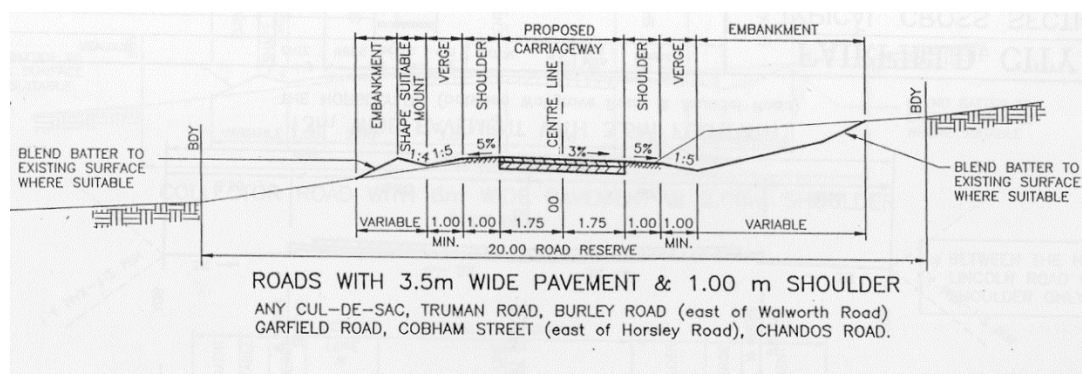 PROPOSED
CARRIAGEWAY
EMBANKMENT
EMBANKMENT
SHAPE SUITABLE
MOUNT
VERGE
SHOULDER
CENTRE LINE
SHOULDER
VERGE
BDY
BDY
BLEND BATTER TO
EXISTING SURFACE
WHERE SUITABLE
1:4 1:5 5% 3% 5% 1:5
BLEND BATTER TO
EXISTING SURFACE
WHERE SUITABLE
OO
VARIABLE 1.00 1.00 1.75 1.75 1.00 1.00 VARIABLE
MIN. MIN.
20.00 ROAD RESERVE
ROADS WITH 3.5m WIDE PAVEMENT & 1.00 m SHOULDER
ANY CUL-DE-SAC, TRUMAN ROAD, BURLEY ROAD (east of Walworth Road)
GARFIELD ROAD, COBHAM STREET (east of Horsley Road), CHANDOS ROAD.